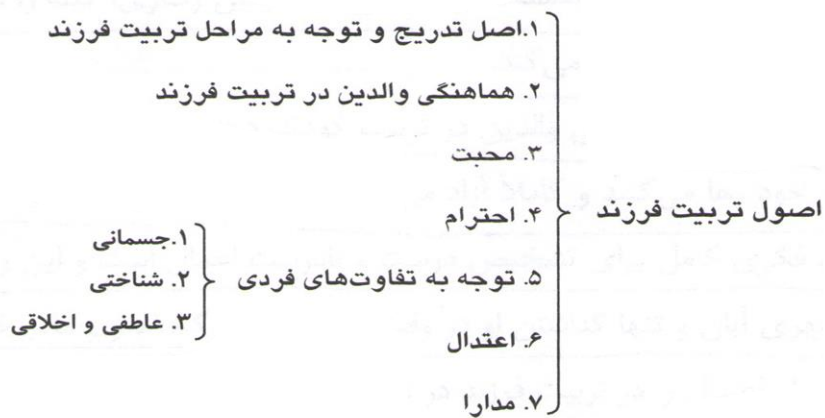 اصول تربیت فرزند
۱.اصل تدریج و توجه به مراحل تربیت فرزند
۲. هماهنگی والدین در تربیت فرزند
۳. محبت
۴. احترام
۵. توجه به تفاوت‌های فردی
۱.جسمانی
۲. شناختی
۳. عاطفی و اخلاقی
۶. اعتدال
۷. مدارا